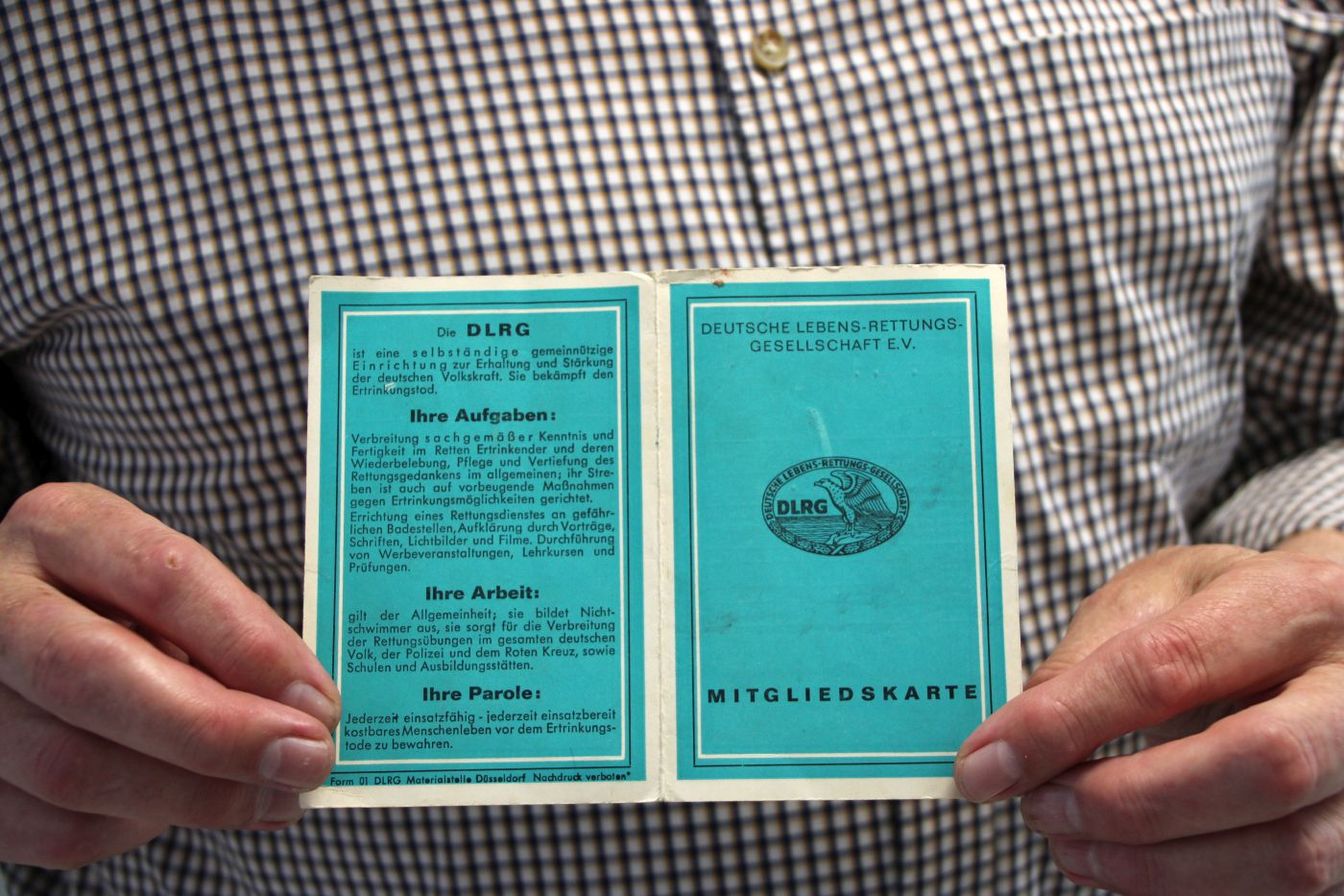 Die DLRG
ist eine selbständige gemeinnützige
Einrichtung zur Erhaltung und Stärkung
der deutschen Volkskraft. Sie bekämpft den
Ertrinkungstod.
Ihre Aufgaben:
Verbreitung sachgemäßer Kenntnis und
Fertigkeit im Retten Ertrinkender und deren
Wiederbelebung, Pflege und Vertiefung des
Rettungsgedankens im allgemeinen; ihr Stre-
ben ist auch auf vorbeugende Maßnahmen
gegen Ertrinkungsmöglichkeiten gerichtet.
Errichtung eines Rettungsdienstes an gefähr-
lichen Badestellen, Aufklärung durch Vorträge,
Schriften, Lichtbilder und Filme. Durchführung
von Werbeveranstaltungen, Lehrkursen und
Prüfungen.
Ihre Arbeit:
gilt der Allgemeinheit; sie bildet Nicht-
schwimmer aus, sie sorgt für die Verbreitung
der Rettungsübungen im gesamten deutschen
Volk, der Polizei und dem Roten Kreuz, sowie
Schulen und Ausbildungsstätten.
Ihre Parole:
Jederzeit einsatzfähig - jederzeit einsatzbereit
kostbares Menschenleben vor dem Ertrinkungs-
tode zu bewahren.
Form 01 DLRG Materialstelle Düsseldorf Nachdruck verboten"
DEUTSCHE LEBENS-RETTUNGS-
GESELLSCHAFT E.V.
DEUTSCHE LEBENS-RETTUNGS-GESELLSCHAFT
DLRG
MITGLIEDSKARTE